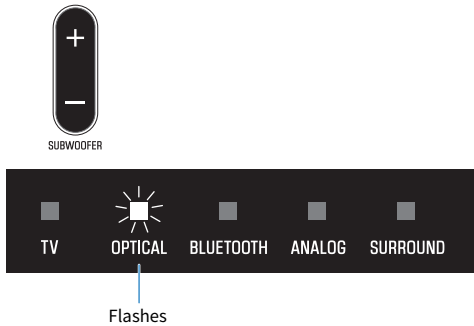 +
−
SUBWOOFER
TV OPTICAL BLUETOOTH ANALOG SURROUND
Flashes